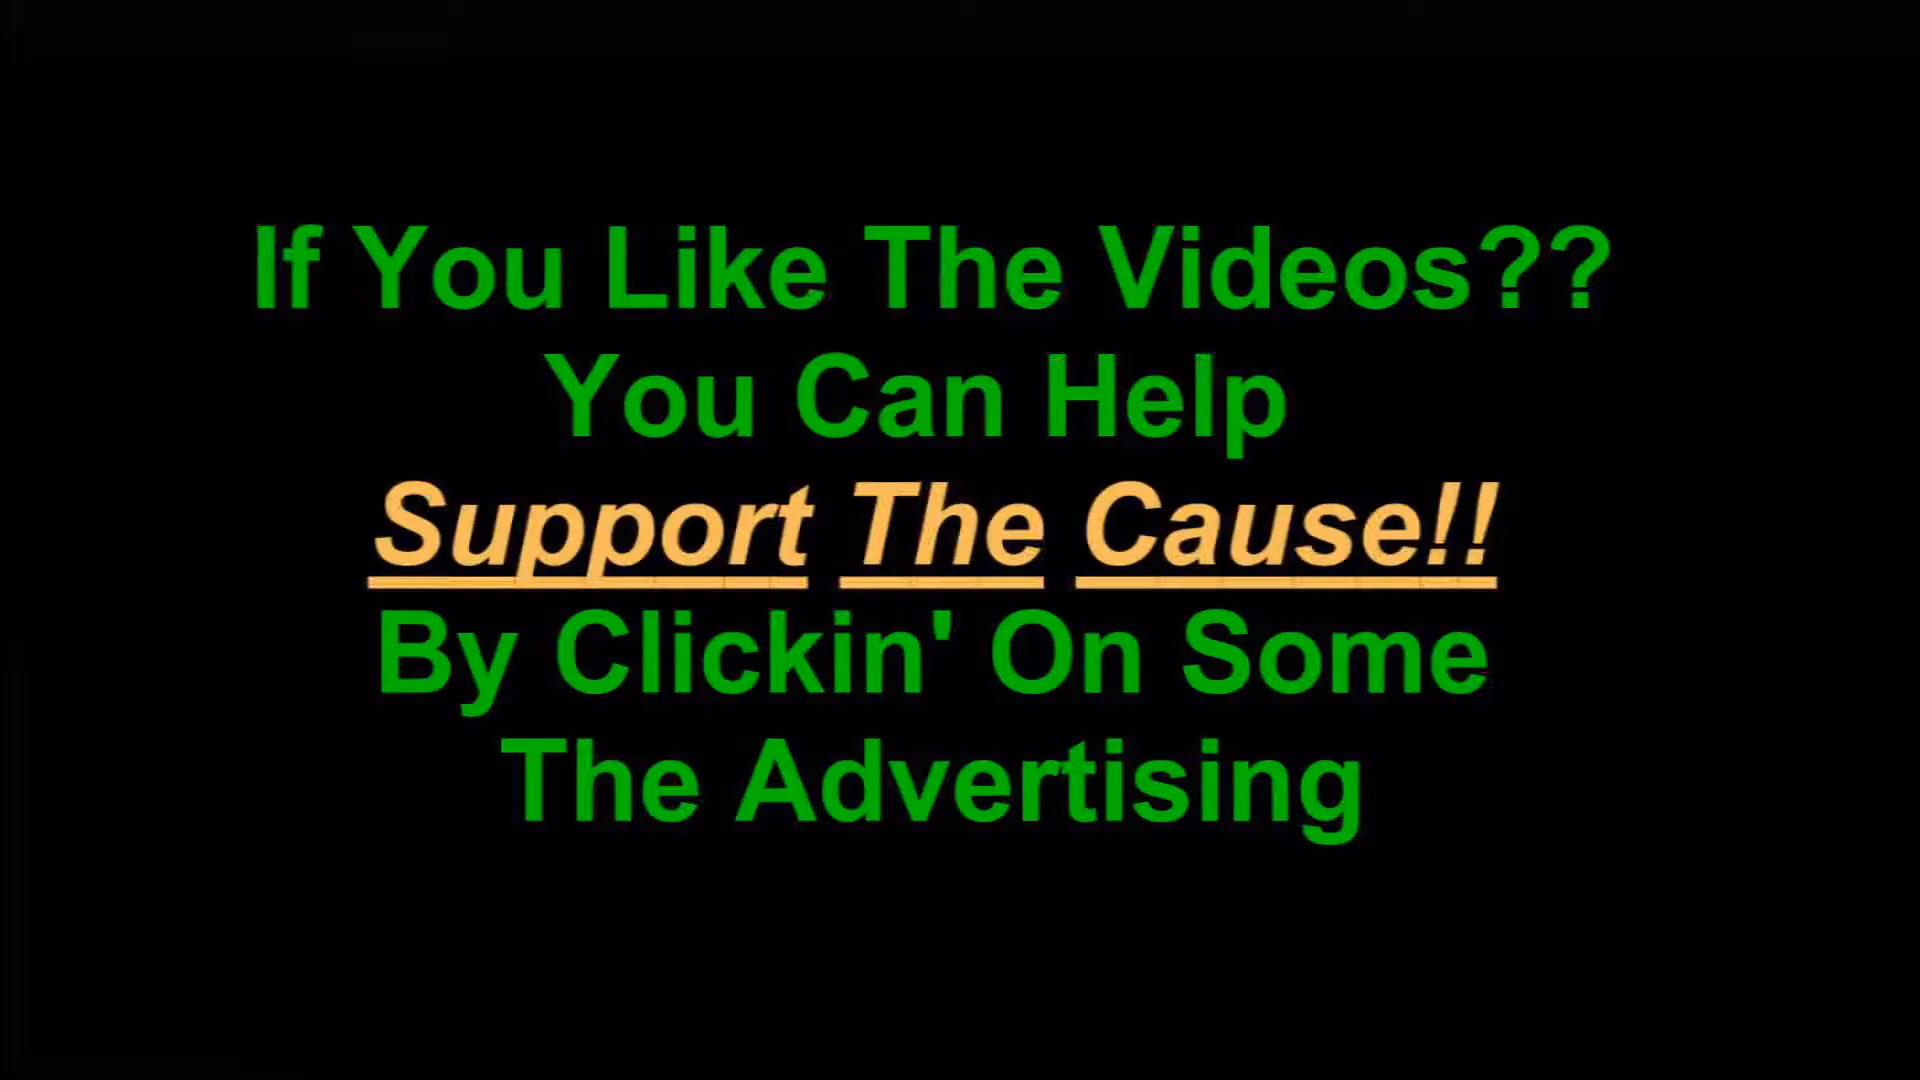 If You Like The Videos??
You Can Help
Support The Cause!!
By Clickin' On Some
The Advertising